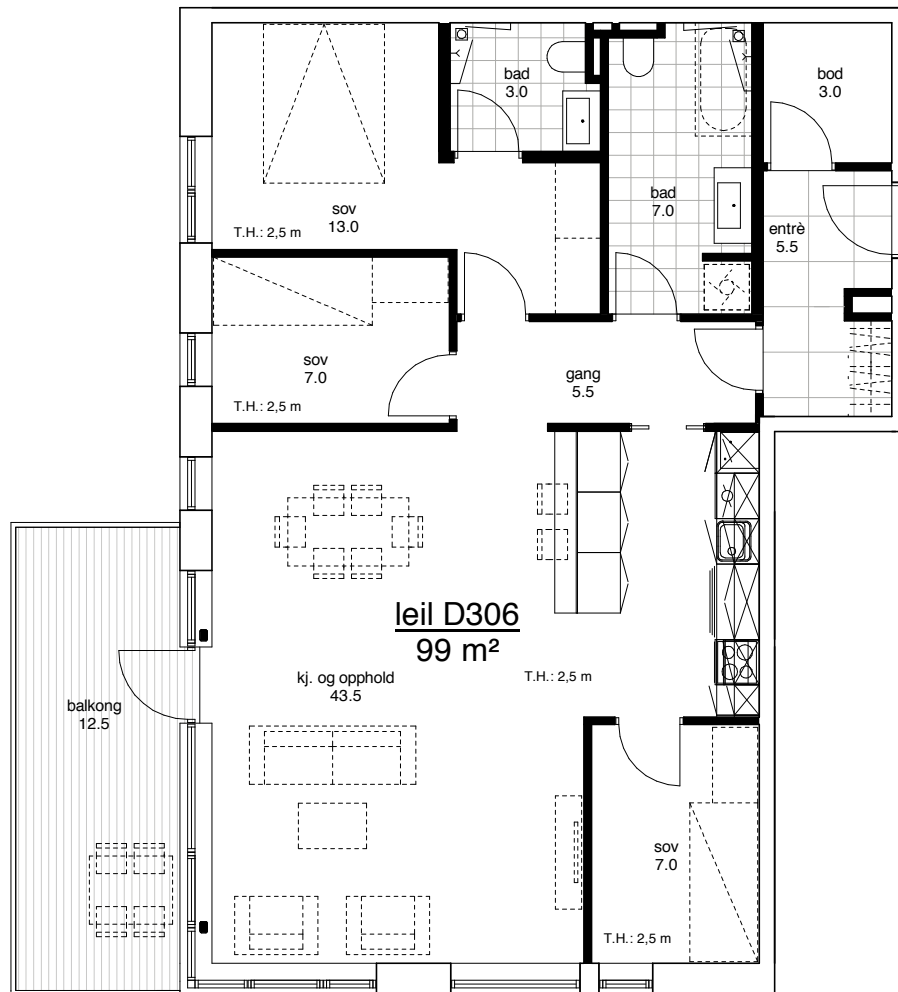 bad
3.0
bod
3.0
sov
13.0
T.H.: 2,5 m
bad
7.0
entrè
5.5
sov
7.0
T.H.: 2,5 m
gang
5.5
leil D306
99 m²
kj. og opphold
43.5
T.H.: 2,5 m
balkong
12.5
sov
7.0
T.H.: 2,5 m